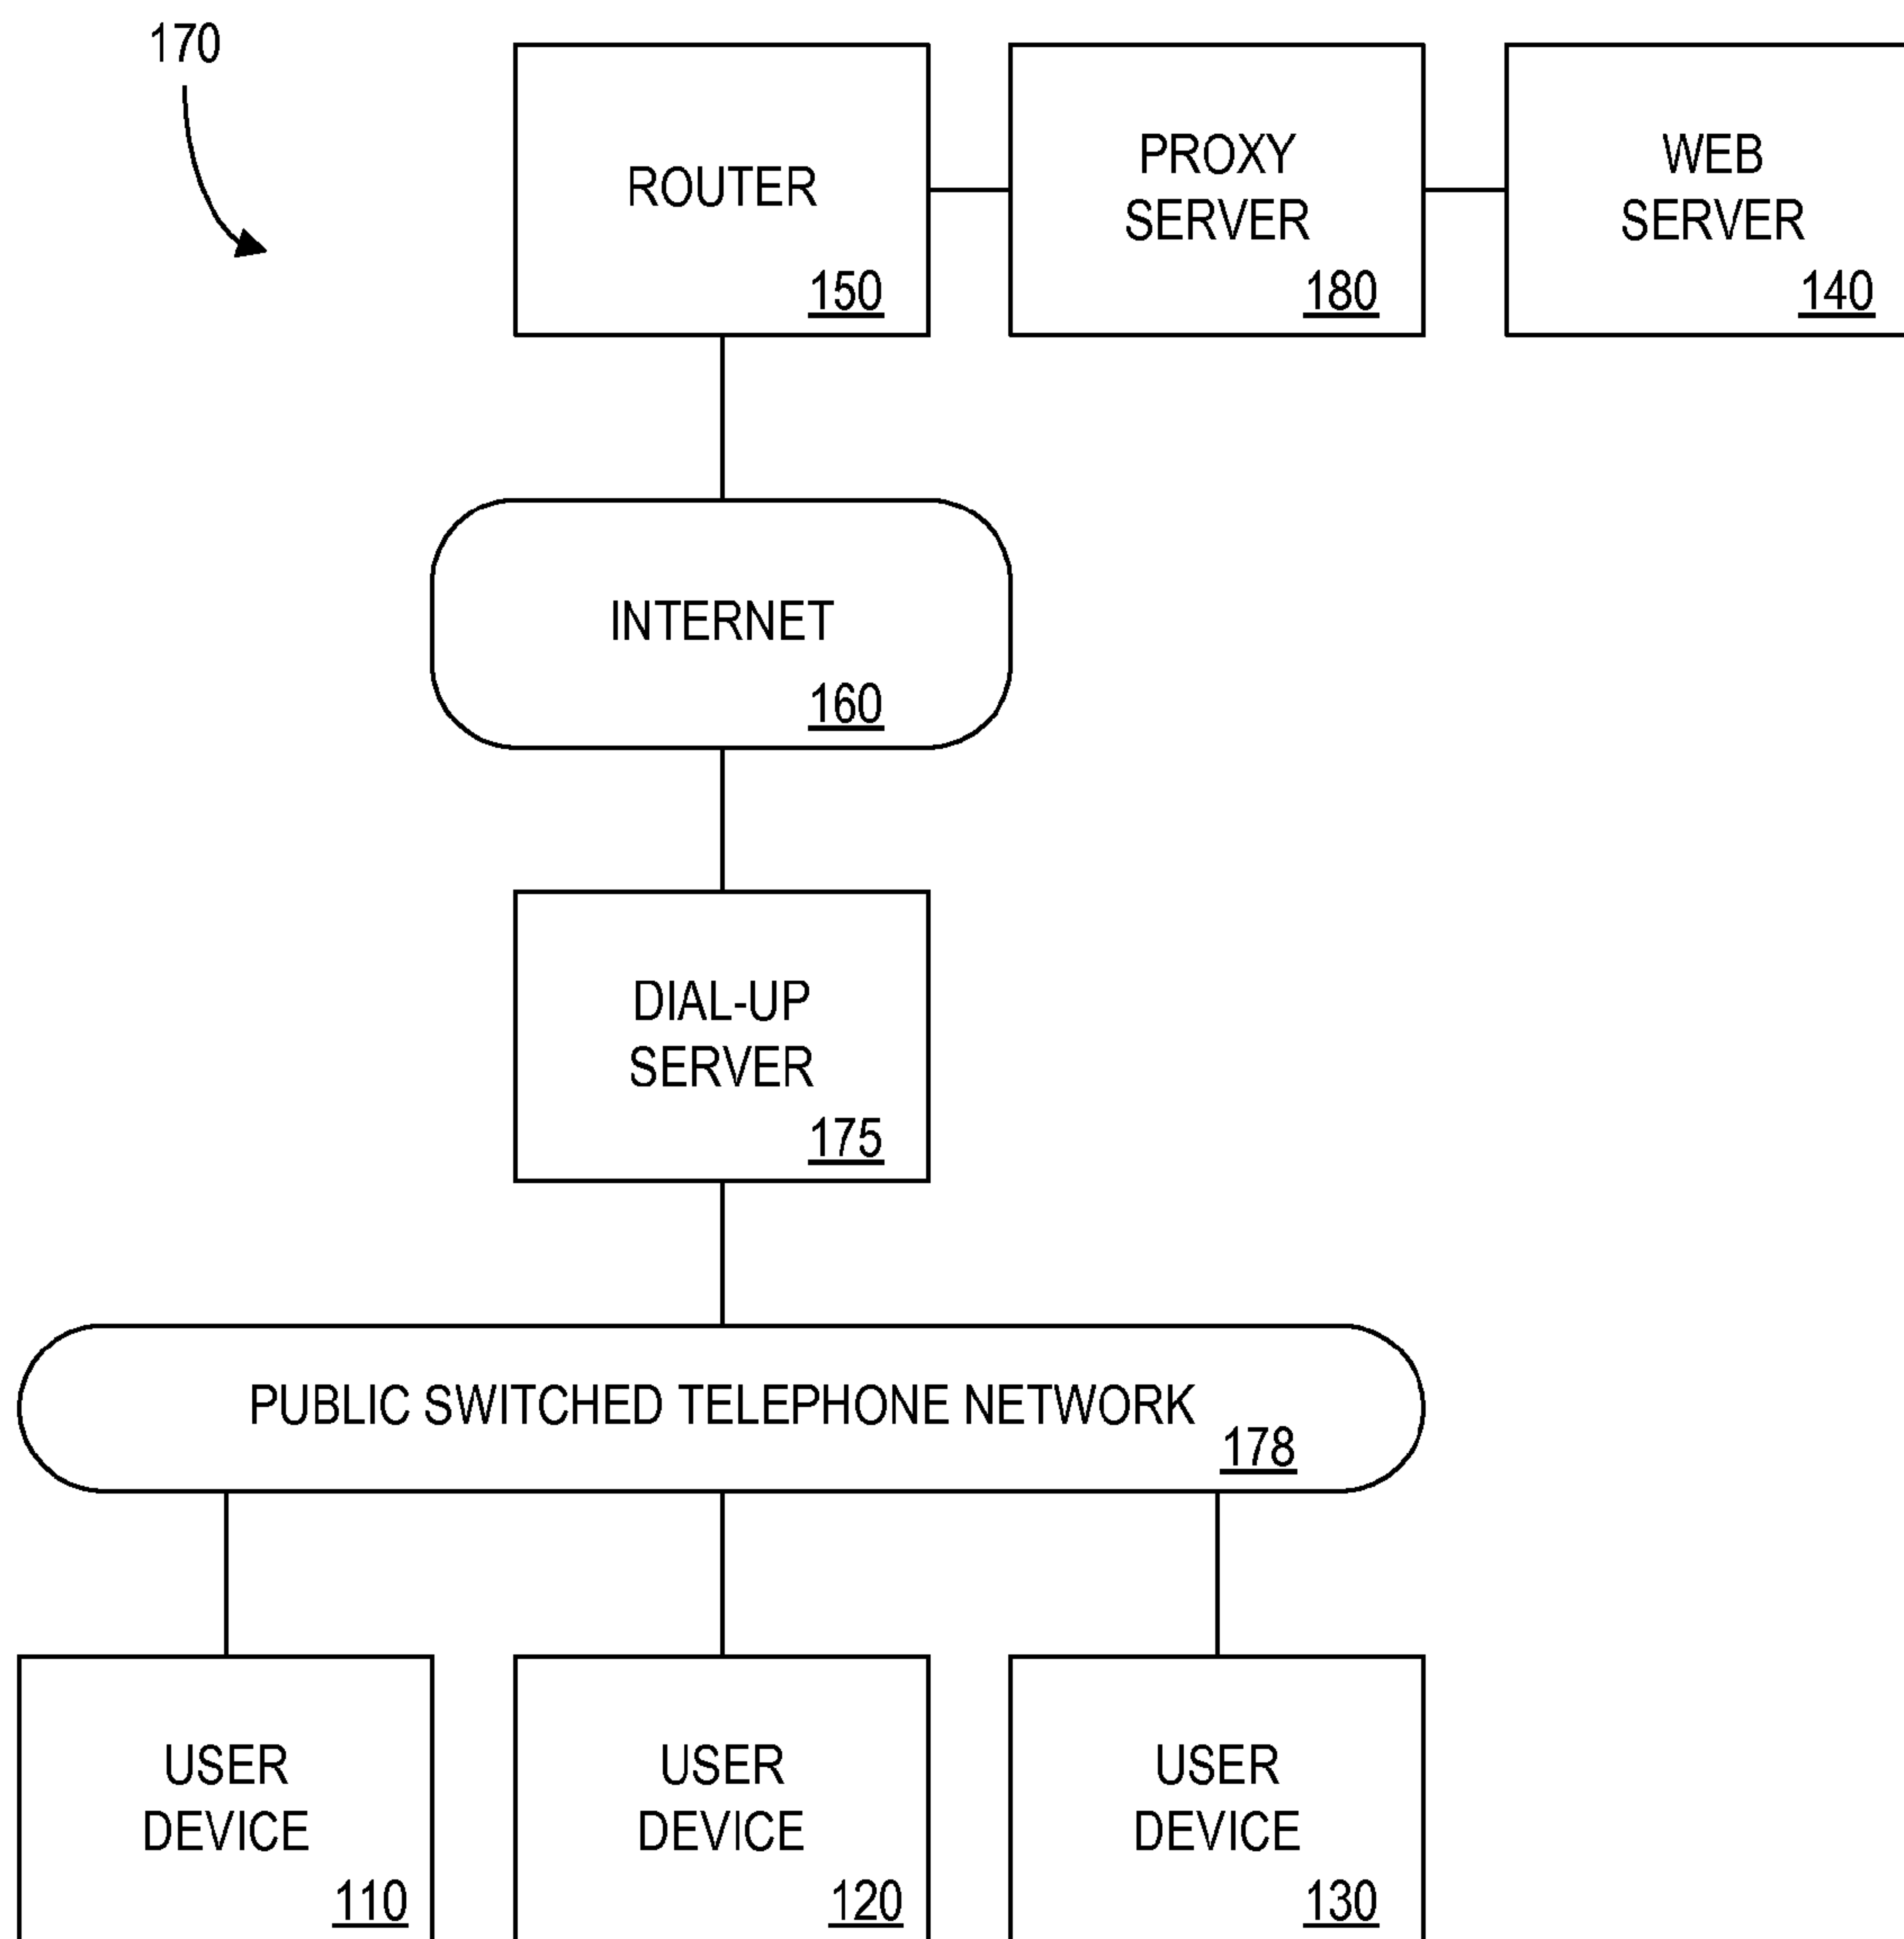 170
ROUTER
150
PROXY
SERVER
180
WEB
SERVER
140
INTERNET
160
DIAL-UP
SERVER
175
PUBLIC SWITCHED TELEPHONE NETWORK
178
USER
DEVICE
110
USER
DEVICE
120
USER
DEVICE
130